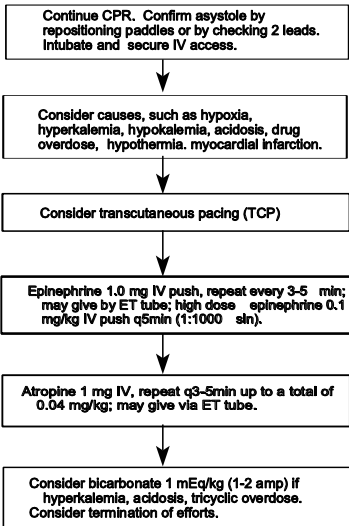 Continue CPR.  Confirm asystole by
repositioning paddles or by checking 2 leads.
Intubate and  secure IV access.
Consider causes, such as hypoxia,
hyperkalemia, hypokalemia, acidosis, drug
overdose,  hypothermia. myocardial infarction.
Consider transcutaneous pacing (TCP)
Epinephrine 1.0 mg IV push, repeat every 3-5  min;
may give by ET tube; high dose  epinephrine 0.1
mg/kg IV push q5min (1:1000  sln).
Atropine 1 mg IV, repeat q3-5min up to a total of
0.04 mg/kg; may give via ET tube.
Consider bicarbonate 1 mEq/kg (1-2 amp) if
hyperkalemia, acidosis, tricyclic overdose.
Consider termination of efforts.